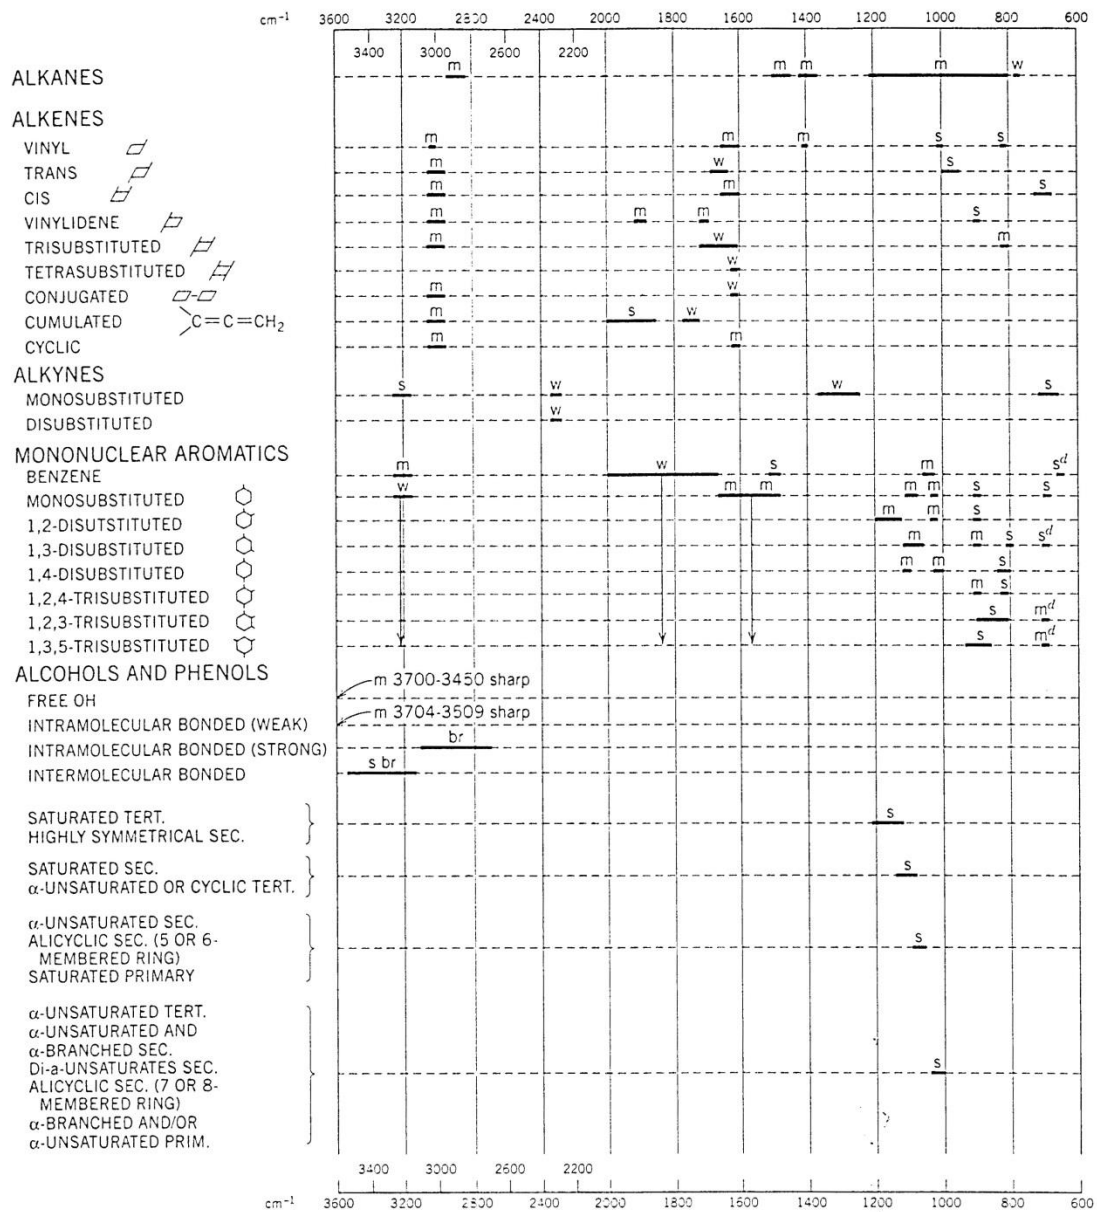 cm⁻¹ 3600 3200 2800 2400 2000 1800 1600 1400 1200 1000 800 600
3400 3000 2600 2200
ALKANES m m m m w
ALKENES
VINYL m m m s s
TRANS m w s
CIS m m s
VINYLIDENE m m m s
TRISUBSTITUTED m w m
TETRASUBSTITUTED w
CONJUGATED m w
CUMULATED C=C=CH₂ m s w
CYCLIC m m
ALKYNES
MONOSUBSTITUTED s w w s
DISUBSTITUTED w
MONONUCLEAR AROMATICS
BENZENE m w s m sᵈ
MONOSUBSTITUTED w m m m m s s
1,2-DISUTSTITUTED m m s
1,3-DISUBSTITUTED m m s sᵈ
1,4-DISUBSTITUTED m m s
1,2,4-TRISUBSTITUTED m s
1,2,3-TRISUBSTITUTED s mᵈ
1,3,5-TRISUBSTITUTED s mᵈ
ALCOHOLS AND PHENOLS
m 3700-3450 sharp
FREE OH
m 3704-3509 sharp
INTRAMOLECULAR BONDED (WEAK)
INTRAMOLECULAR BONDED (STRONG) br
INTERMOLECULAR BONDED s br
SATURATED TERT.
HIGHLY SYMMETRICAL SEC. s
SATURATED SEC.
α-UNSATURATED OR CYCLIC TERT. s
α-UNSATURATED SEC.
ALICYCLIC SEC. (5 OR 6-
MEMBERED RING) s
SATURATED PRIMARY
α-UNSATURATED TERT.
α-UNSATURATED AND
α-BRANCHED SEC.
Di-a-UNSATURATES SEC. s
ALICYCLIC SEC. (7 OR 8-
MEMBERED RING)
α-BRANCHED AND/OR
α-UNSATURATED PRIM.
3400 3000 2600 2200
cm⁻¹ 3600 3200 2800 2400 2000 1800 1600 1400 1200 1000 800 600